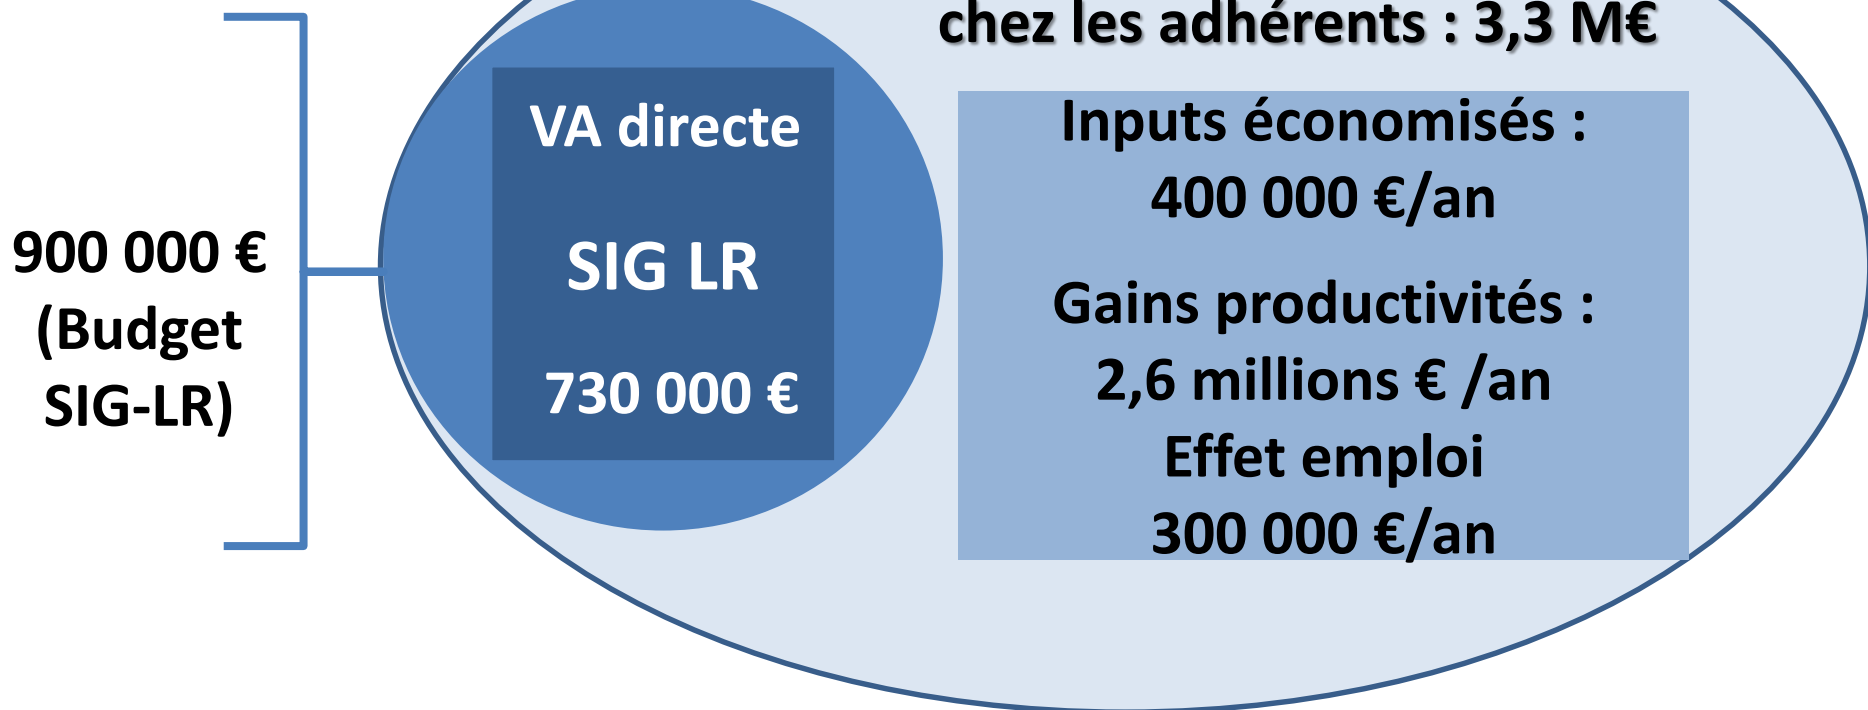 chez les adhérents : 3,3 M€
900 000 €
(Budget
SIG-LR)
VA directe
SIG LR
730 000 €
Inputs économisés :
400 000 €/an
Gains productivités :
2,6 millions € /an
Effet emploi
300 000 €/an